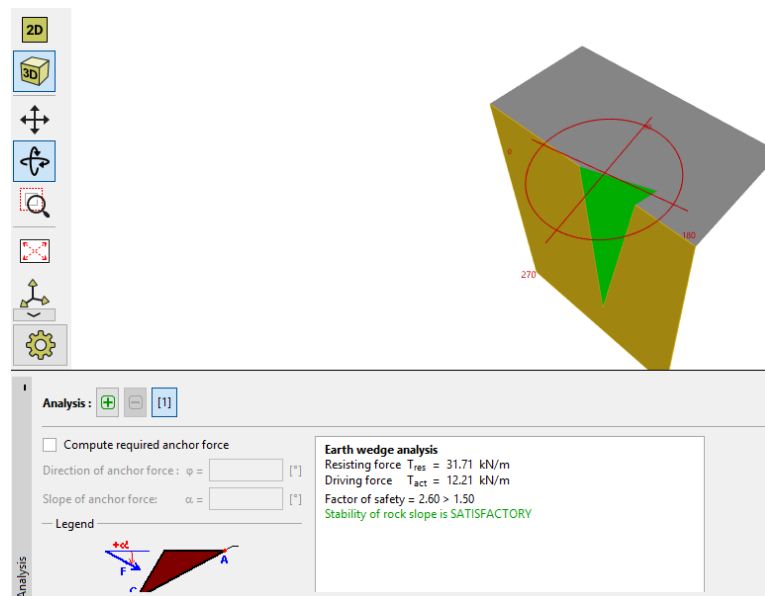 2D
3D
0
180
270°
Analysis :
[1]
Compute required anchor force
Direction of anchor force : φ =
[°]
Slope of anchor force: α =
[°]
Legend
+α
F
A
C
Earth wedge analysis
Resisting force Tres = 31.71 kN/m
Driving force Tact = 12.21 kN/m
Factor of safety = 2.60 > 1.50
Stability of rock slope is SATISFACTORY
Analysis